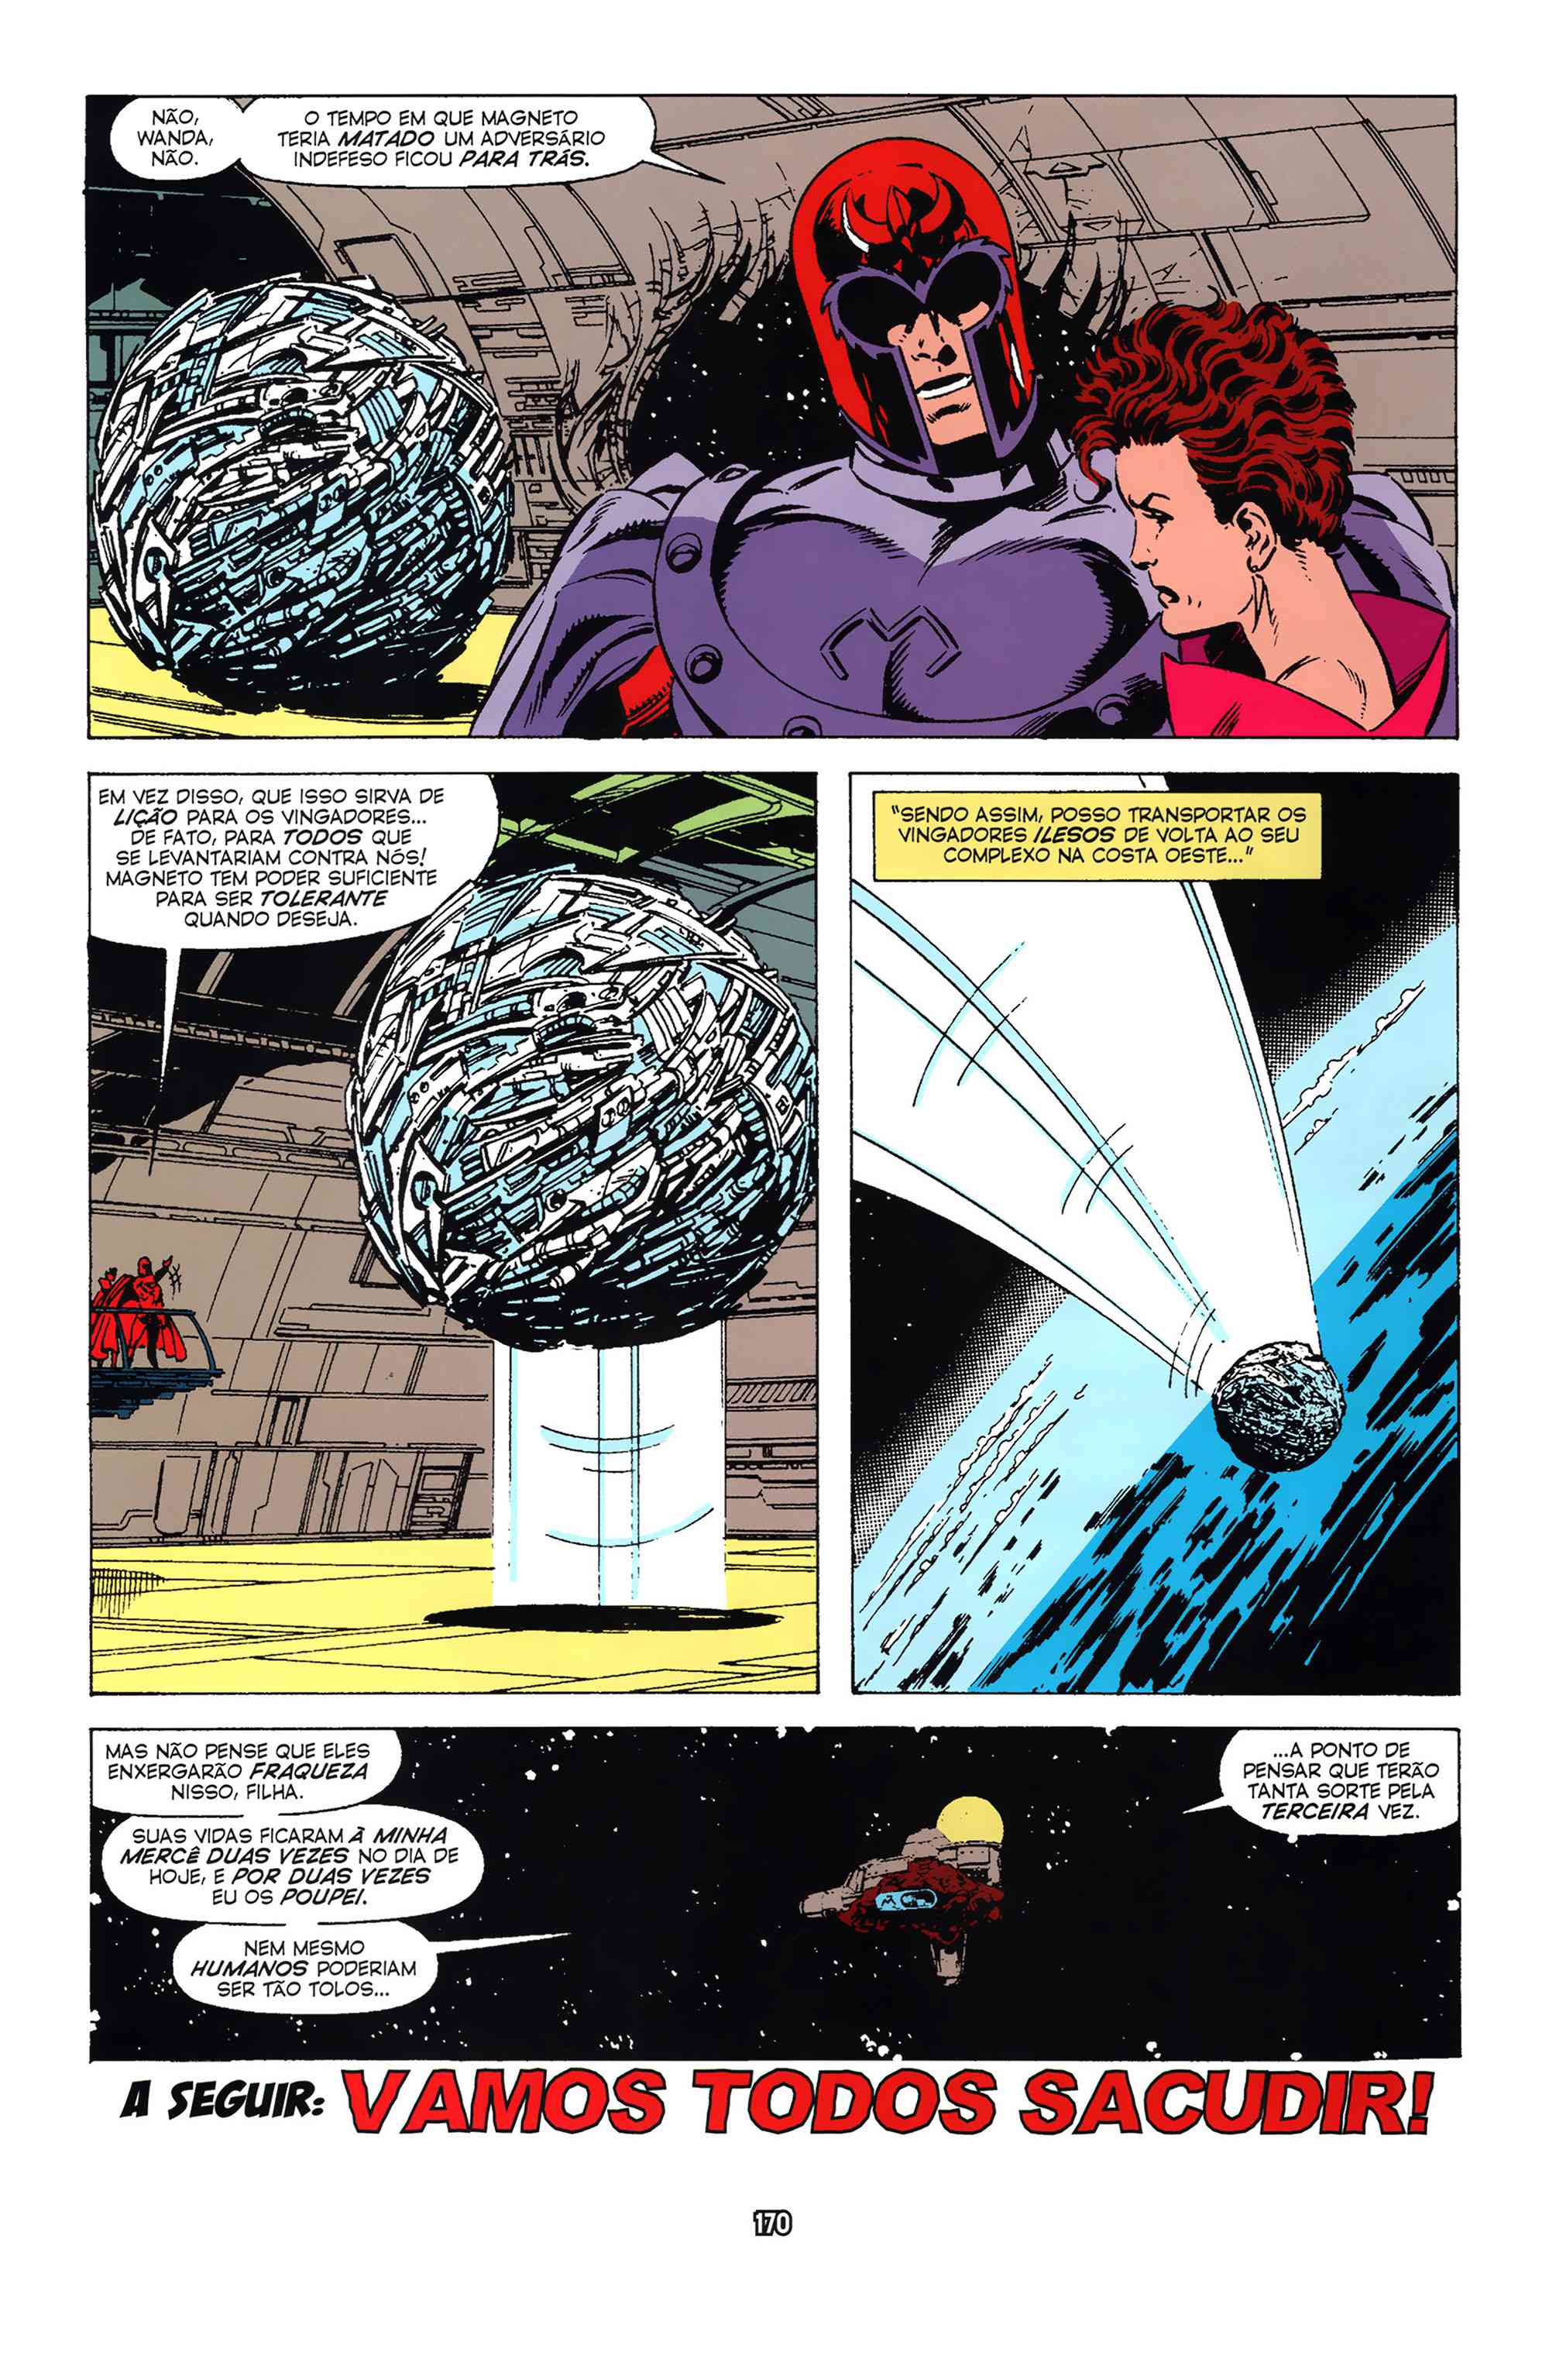 NÃO,
WANDA,
NÃO.
O TEMPO EM QUE MAGNETO
TERIA MATADO UM ADVERSÁRIO
INDEFESO FICOU PARA TRÁS.
EM VEZ DISSO, QUE ISSO SIRVA DE
LIÇÃO PARA OS VINGADORES...
DE FATO, PARA TODOS QUE
SE LEVANTARIAM CONTRA NÓS!
MAGNETO TEM PODER SUFICIENTE
PARA SER TOLERANTE
QUANDO DESEJA.
"SENDO ASSIM, POSSO TRANSPORTAR OS
VINGADORES ILESOS DE VOLTA AO SEU
COMPLEXO NA COSTA OESTE..."
MAS NÃO PENSE QUE ELES
ENXERGARÃO FRAQUEZA
NISSO, FILHA.
SUAS VIDAS FICARAM À MINHA
MERCÊ DUAS VEZES NO DIA DE
HOJE, E POR DUAS VEZES
EU OS POUPEI.
NEM MESMO
HUMANOS PODERIAM
SER TÃO TOLOS...
...A PONTO DE
PENSAR QUE TERÃO
TANTA SORTE PELA
TERCEIRA VEZ.
A SEGUIR: VAMOS TODOS SACUDIR!
170